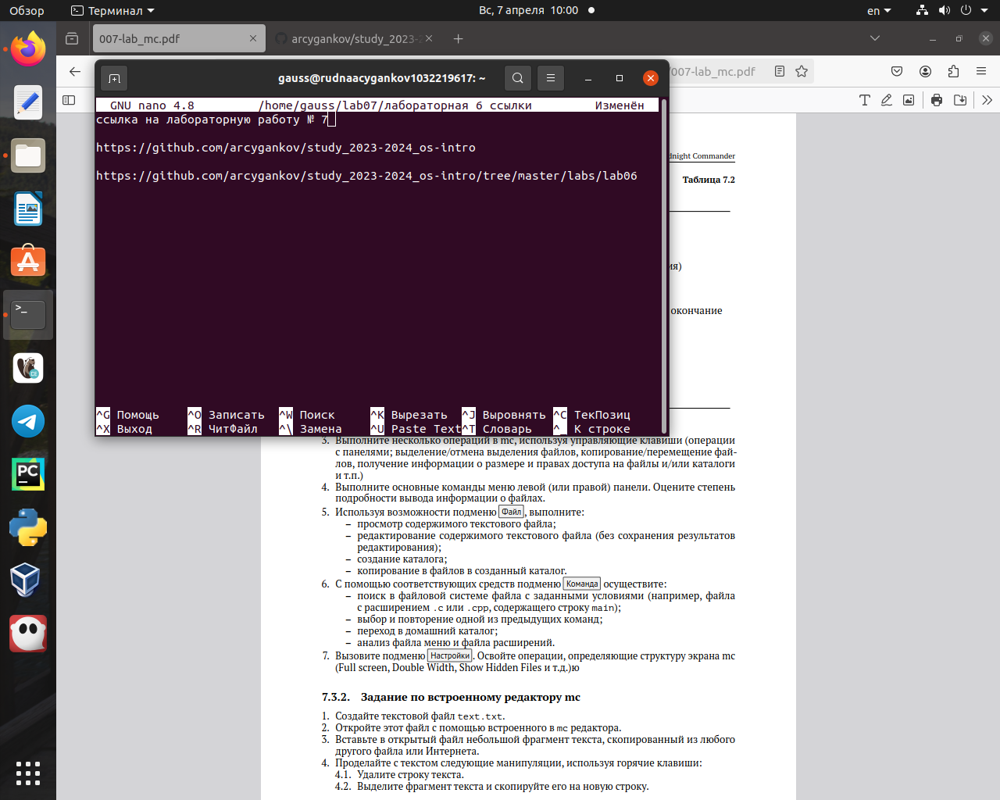 Обзор
Терминал
Вс, 7 апреля 10:00
en
007-lab_mc.pdf
arcygankov/study_2023-2
/007-lab_mc.pdf
gauss@rudnaacygankov1032219617: ~
GNU nano 4.8 /home/gauss/lab07/лабораторная 6 ссылки Изменён
ссылка на лабораторную работу № 7
https://github.com/arcygankov/study_2023-2024_os-intro
https://github.com/arcygankov/study_2023-2024_os-intro/tree/master/labs/lab06
^G Помощь ^O Записать ^W Поиск ^K Вырезать ^J Выровнять ^C ТекПозиц
^X Выход ^R ЧитФайл ^\ Замена ^U Paste Text ^T Словарь ^_ К строке
dnight Commander
Таблица 7.2
ия)
окончание
3. Выполните несколько операций в mc, используя управляющие клавиши (операции
с панелями; выделение/отмена выделения файлов, копирование/перемещение фай-
лов, получение информации о размере и правах доступа на файлы и/или каталоги
и т.п.)
4. Выполните основные команды меню левой (или правой) панели. Оцените степень
подробности вывода информации о файлах.
5. Используя возможности подменю Файл, выполните:
– просмотр содержимого текстового файла;
– редактирование содержимого текстового файла (без сохранения результатов
редактирования);
– создание каталога;
– копирование в файлов в созданный каталог.
6. С помощью соответствующих средств подменю Команда осуществите:
– поиск в файловой системе файла с заданными условиями (например, файла
с расширением .c или .cpp, содержащего строку main);
– выбор и повторение одной из предыдущих команд;
– переход в домашний каталог;
– анализ файла меню и файла расширений.
7. Вызовите подменю Настройки. Освойте операции, определяющие структуру экрана mc
(Full screen, Double Width, Show Hidden Files и т.д.)ю
7.3.2. Задание по встроенному редактору mc
1. Создайте текстовой файл text.txt.
2. Откройте этот файл с помощью встроенного в mc редактора.
3. Вставьте в открытый файл небольшой фрагмент текста, скопированный из любого
другого файла или Интернета.
4. Проделайте с текстом следующие манипуляции, используя горячие клавиши:
4.1. Удалите строку текста.
4.2. Выделите фрагмент текста и скопируйте его на новую строку.